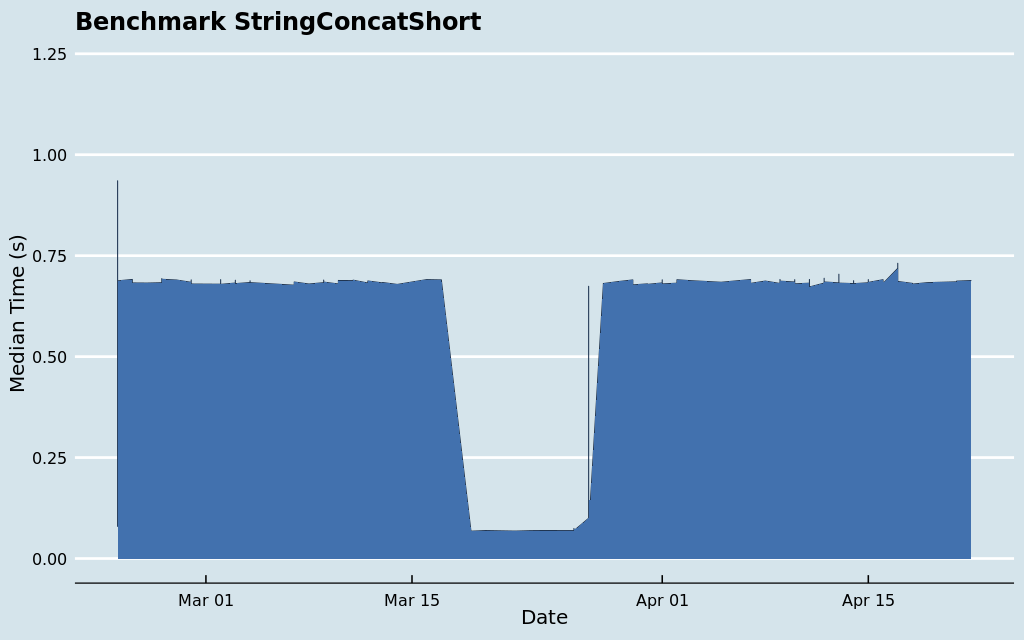 Benchmark StringConcatShort
1.25
1.00
0.75
0.50
0.25
0.00
Median Time (s)
Mar 01
Mar 15
Apr 01
Apr 15
Date